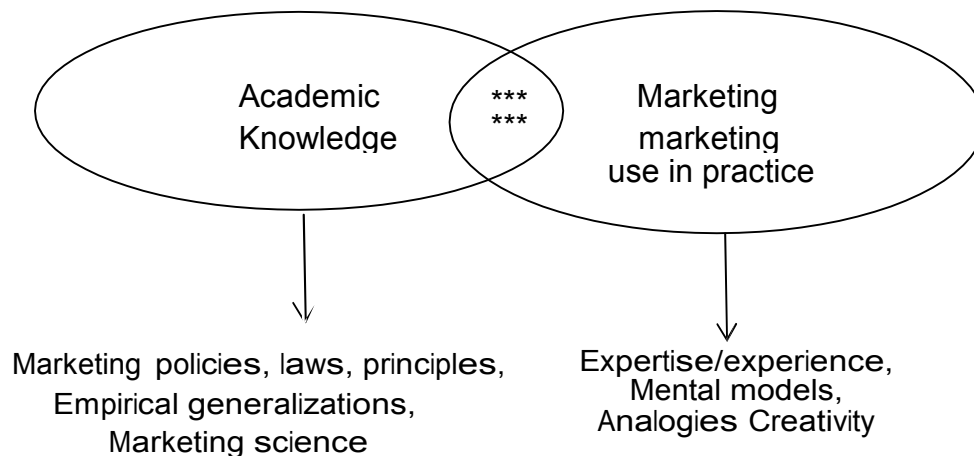 Academic
Knowledge
***
***
Marketing
marketing
use in practice
Marketing policies, laws, principles,
Empirical generalizations,
Marketing science
Expertise/experience,
Mental models,
Analogies Creativity